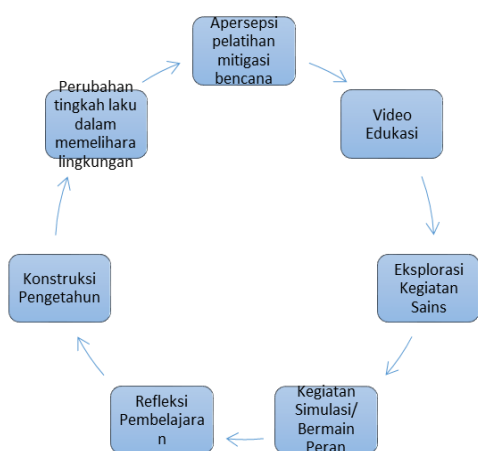 Apersepsi
pelatihan
mitigasi
bencana
Video
Edukasi
Eksplorasi
Kegiatan
Sains
Kegiatan
Simulasi/
Bermain
Peran
Refleksi
Pembelajara
n
Konstruksi
Pengetahun
Perubahan
tingkah laku
dalam
memelihara
lingkungan